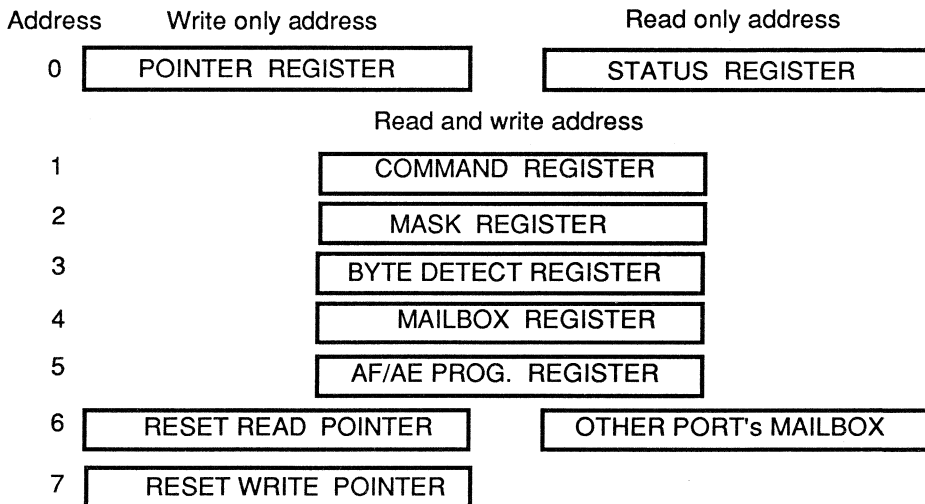 Address Write only address Read only address
0 POINTER REGISTER STATUS REGISTER
Read and write address
1 COMMAND REGISTER
2 MASK REGISTER
3 BYTE DETECT REGISTER
4 MAILBOX REGISTER
5 AF/AE PROG. REGISTER
6 RESET READ POINTER OTHER PORT's MAILBOX
7 RESET WRITE POINTER